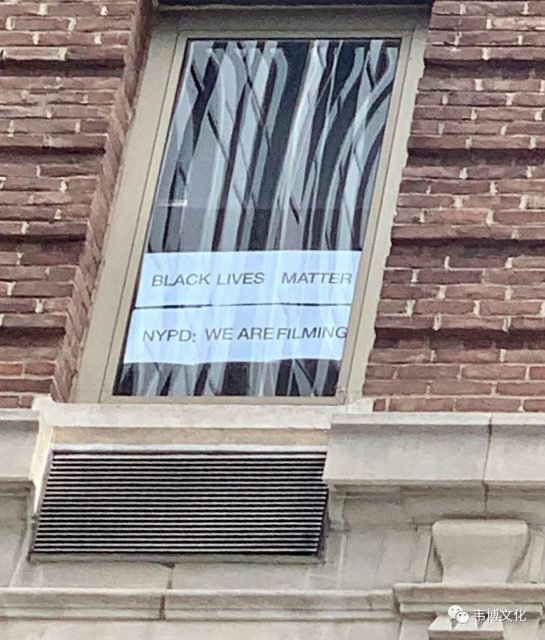 BLACK LIVES MATTER
NYPD: WE ARE FILMING
韦博文化